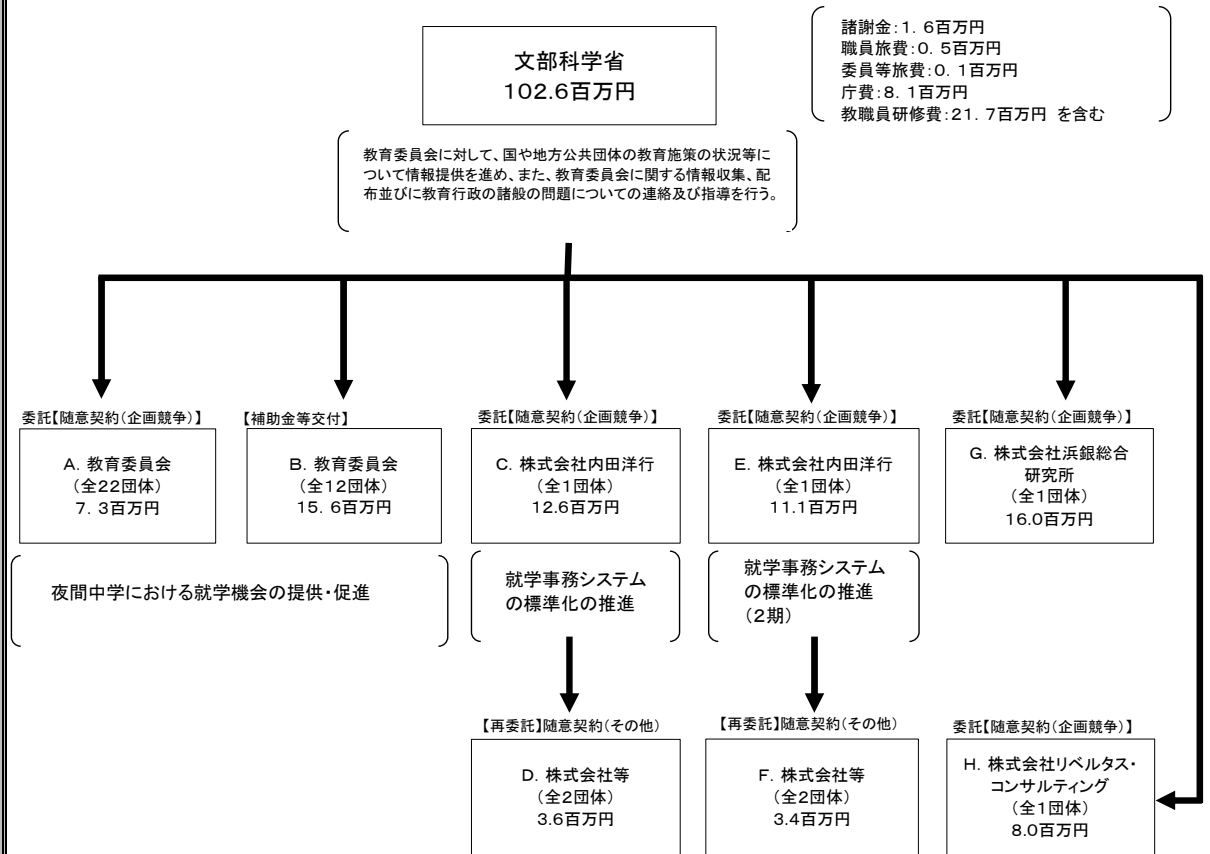 文部科学省
102.6百万円
諸謝金:1．6百万円
職員旅費:0．5百万円
委員等旅費:0．1百万円
庁費:8．1百万円
教職員研修費:21．7百万円 を含む
教育委員会に対して、国や地方公共団体の教育施策の状況等に
ついて情報提供を進め、また、教育委員会に関する情報収集、配
布並びに教育行政の諸般の問題についての連絡及び指導を行う。
委託【随意契約(企画競争)】
A．教育委員会
(全22団体)
7．3百万円
【補助金等交付】
B．教育委員会
(全12団体)
15．6百万円
委託【随意契約(企画競争)】
C．株式会社内田洋行
(全1団体)
12.6百万円
委託【随意契約(企画競争)】
E．株式会社内田洋行
(全1団体)
11.1百万円
委託【随意契約(企画競争)】
G．株式会社浜銀総合
研究所
(全1団体)
16.0百万円
夜間中学における就学機会の提供・促進
就学事務システム
の標準化の推進
就学事務システム
の標準化の推進
(2期)
【再委託】随意契約(その他)
D．株式会社等
(全2団体)
3.6百万円
【再委託】随意契約(その他)
F．株式会社等
(全2団体)
3.4百万円
委託【随意契約(企画競争)】
H．株式会社リベルタス・
コンサルティング
(全1団体)
8.0百万円